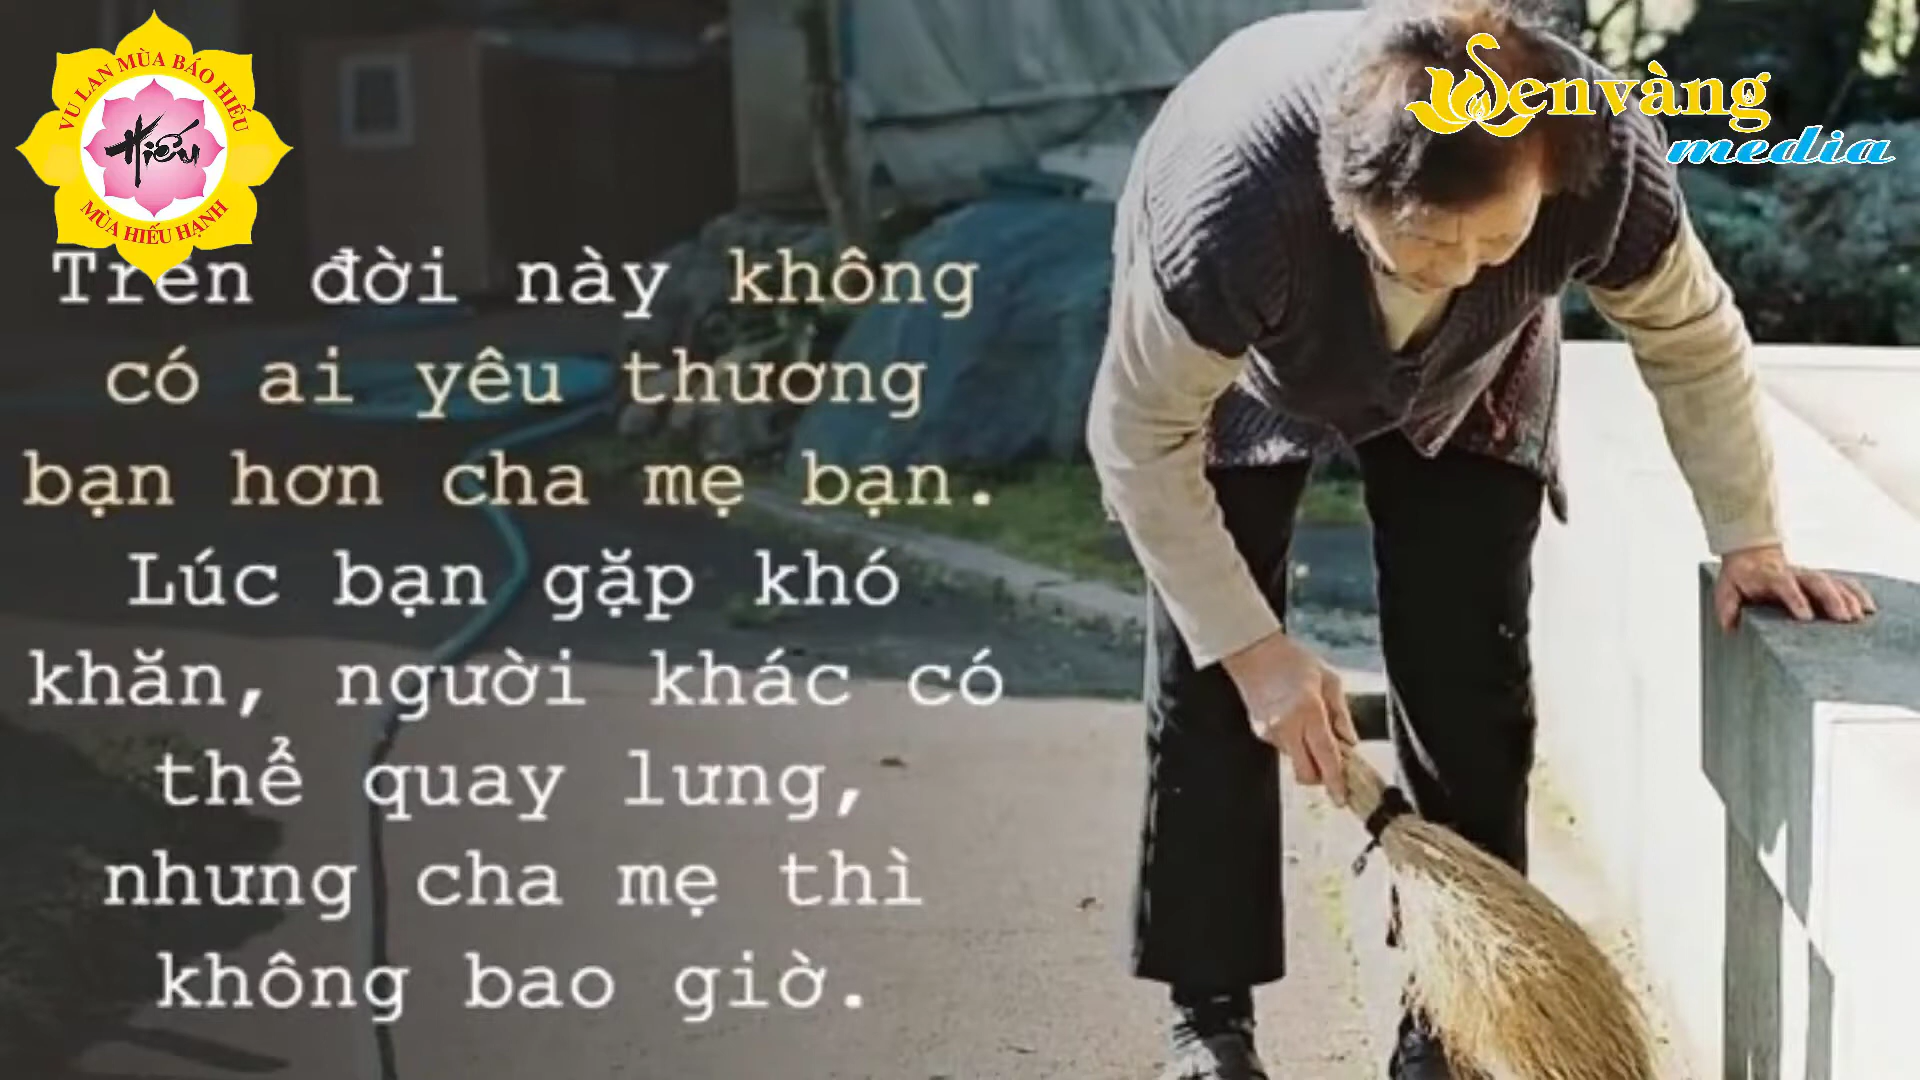 VU LAN MÙA BÁO HIẾU
Hiếu
MÙA HIẾU HẠNH
Senvàng
media
Trên đời này không
có ai yêu thương
bạn hơn cha mẹ bạn.
Lúc bạn gặp khó
khăn, người khác có
thể quay lưng,
nhưng cha mẹ thì
không bao giờ.